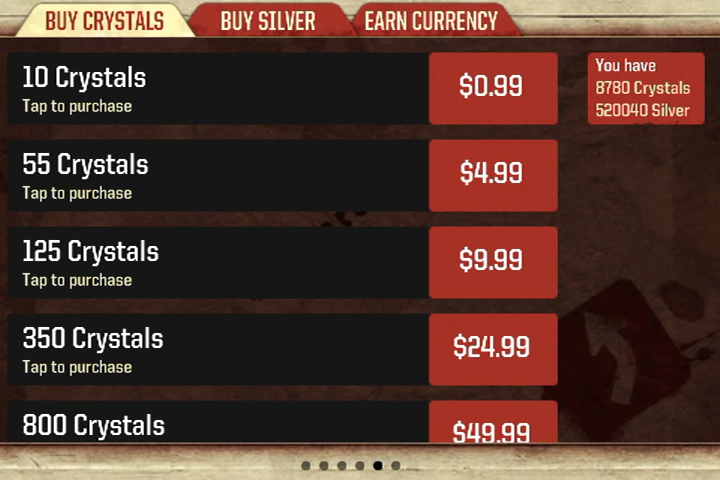 BUY CRYSTALS
BUY SILVER
EARN CURRENCY
10 Crystals
Tap to purchase
$0.99
You have
8780 Crystals
520040 Silver
55 Crystals
Tap to purchase
$4.99
125 Crystals
Tap to purchase
$9.99
350 Crystals
Tap to purchase
$24.99
800 Crystals
$49.99